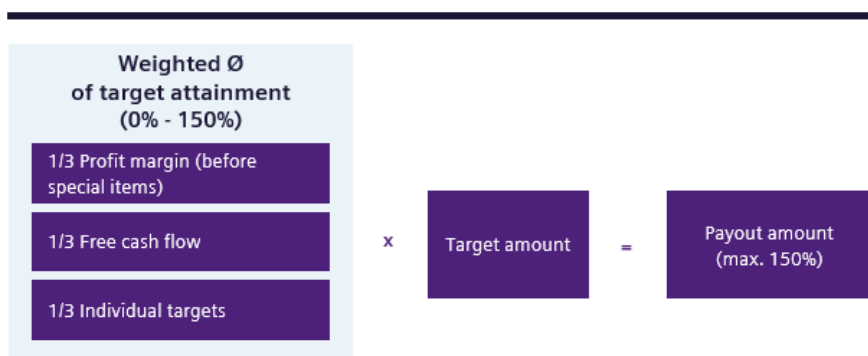 Weighted Ø
of target attainment
(0% - 150%)
1/3 Profit margin (before
special items)
1/3 Free cash flow
1/3 Individual targets
x
Target amount
=
Payout amount
(max. 150%)